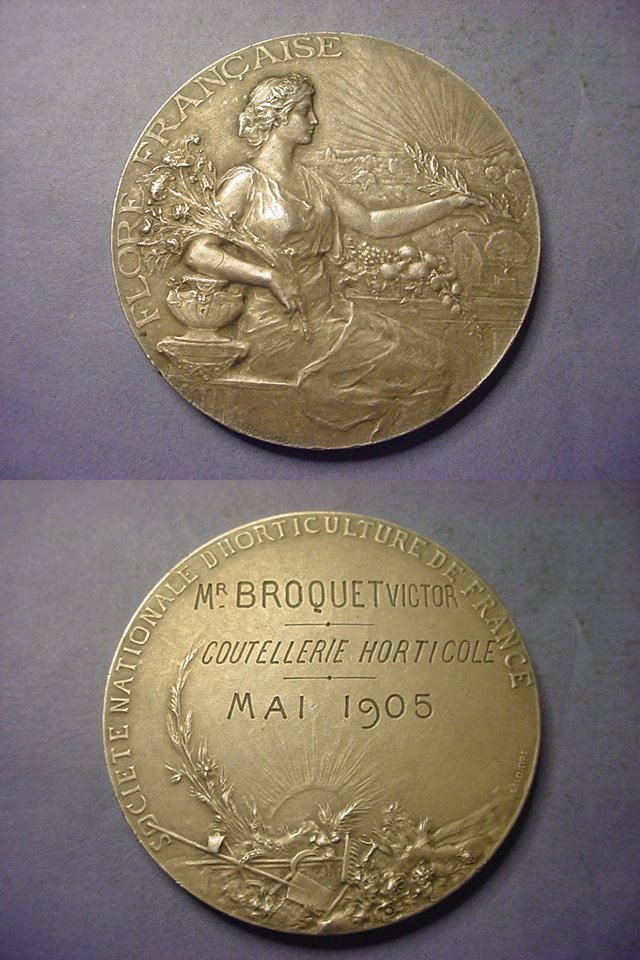 FLORE FRANÇAISE
SOCIETE NATIONALE D'HORTICULTURE DE FRANCE
MR BROQUET VICTOR
COUTELLERIE HORTICOLE
MAI 1905